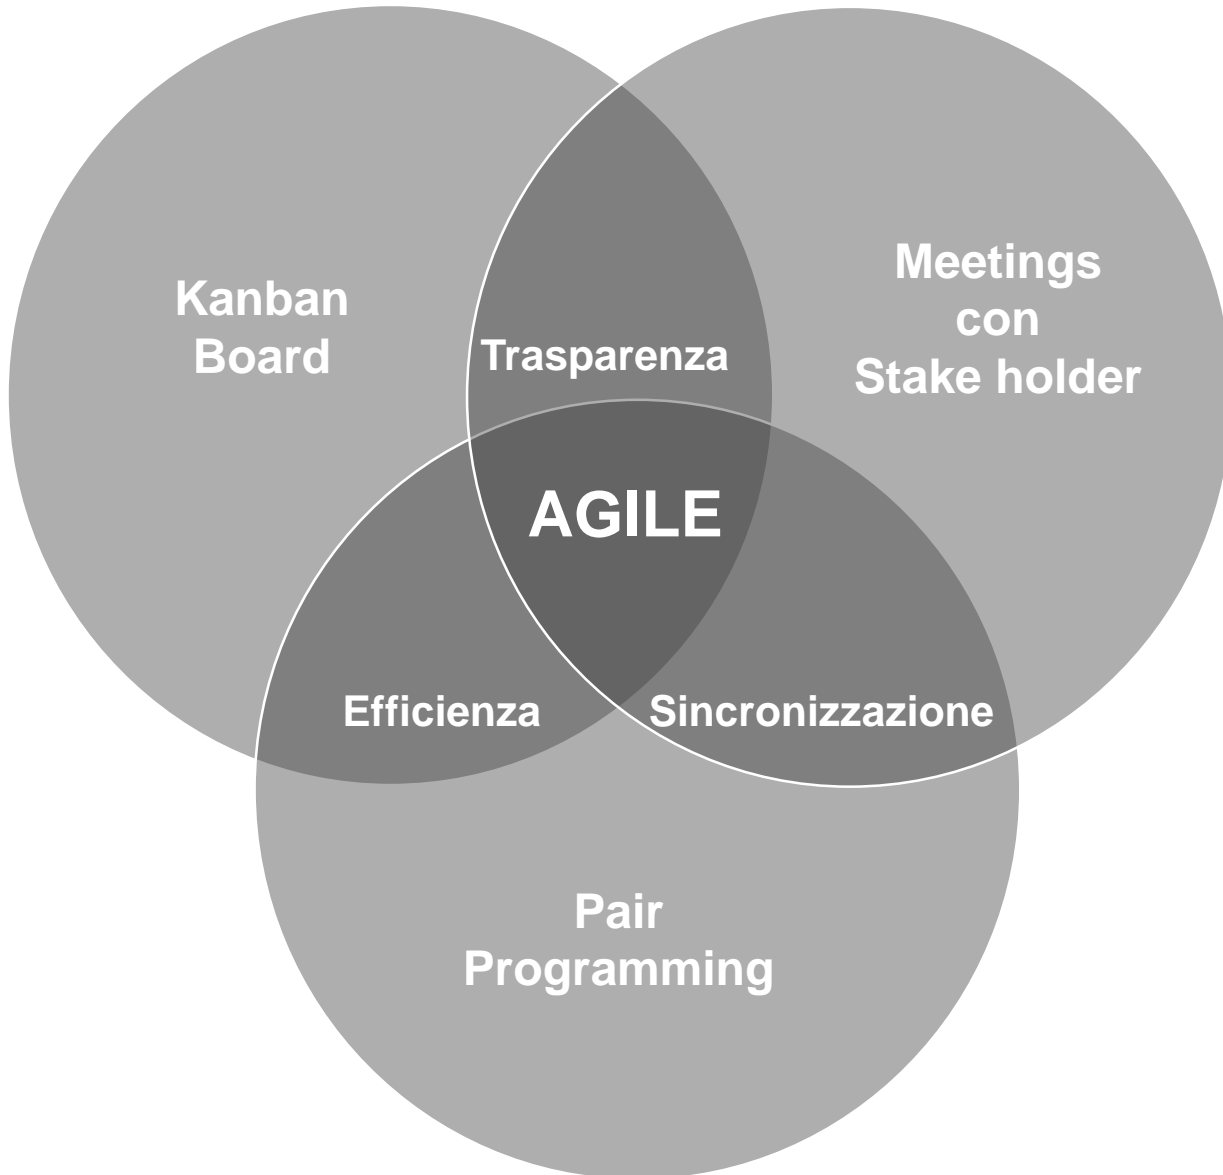 Kanban
Board
Meetings
con
Stake holder
Trasparenza
AGILE
Efficienza
Sincronizzazione
Pair
Programming